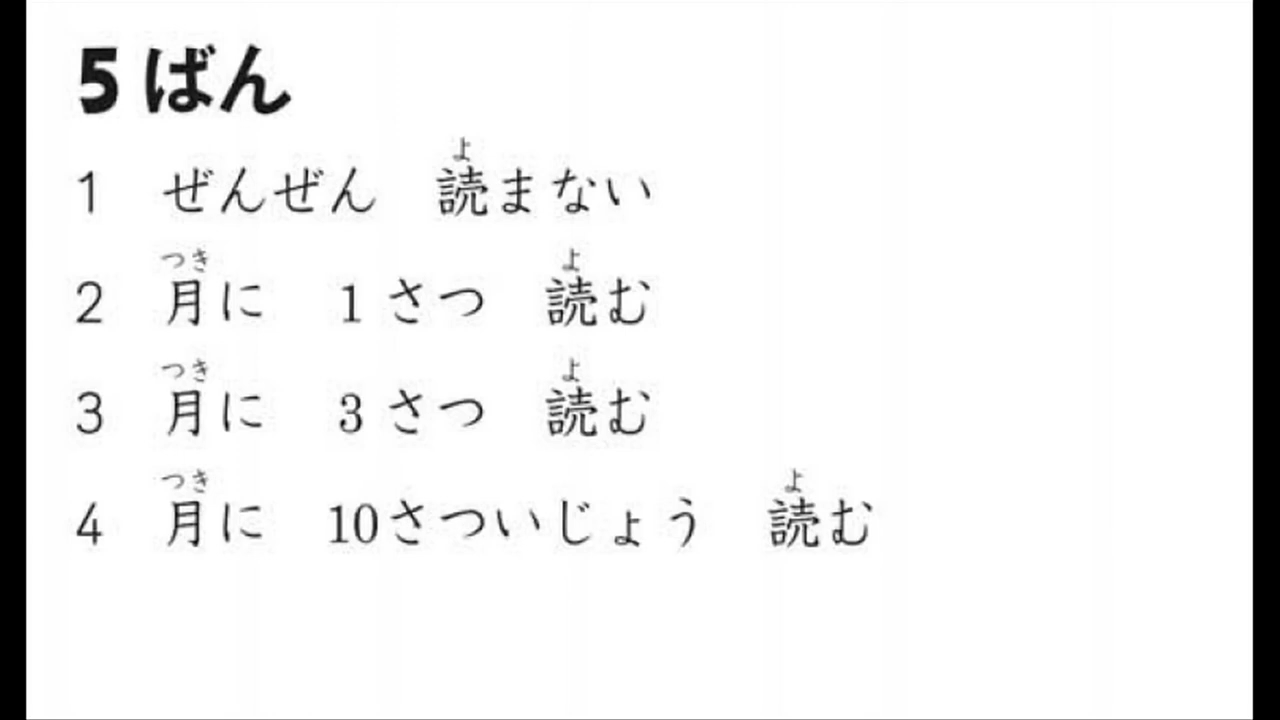 5ばん
1 ぜんぜん 読まない
2 月に 1さつ 読む
3 月に 3さつ 読む
4 月に 10さついじょう 読む